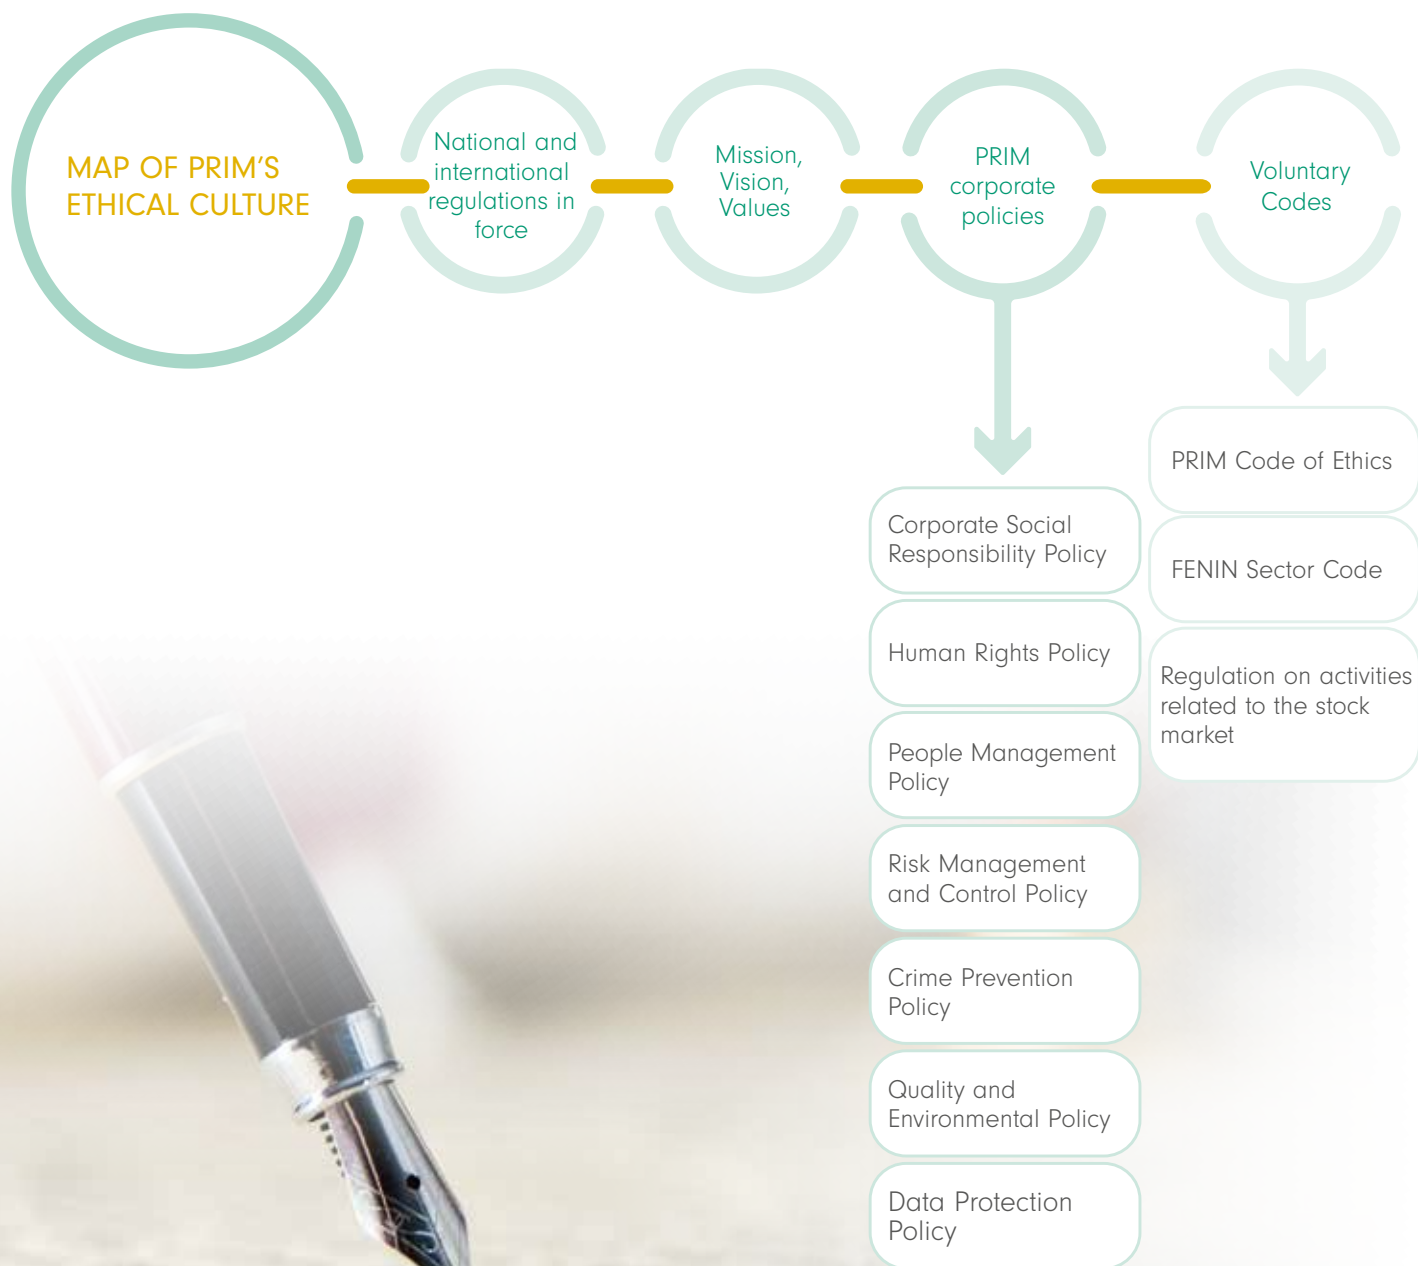 MAP OF PRIM'S
ETHICAL CULTURE
National and
international
regulations in
force
Mission,
Vision,
Values
PRIM
corporate
policies
Voluntary
Codes
Corporate Social
Responsibility Policy
Human Rights Policy
People Management
Policy
Risk Management
and Control Policy
Crime Prevention
Policy
Quality and
Environmental Policy
Data Protection
Policy
PRIM Code of Ethics
FENIN Sector Code
Regulation on activities
related to the stock
market